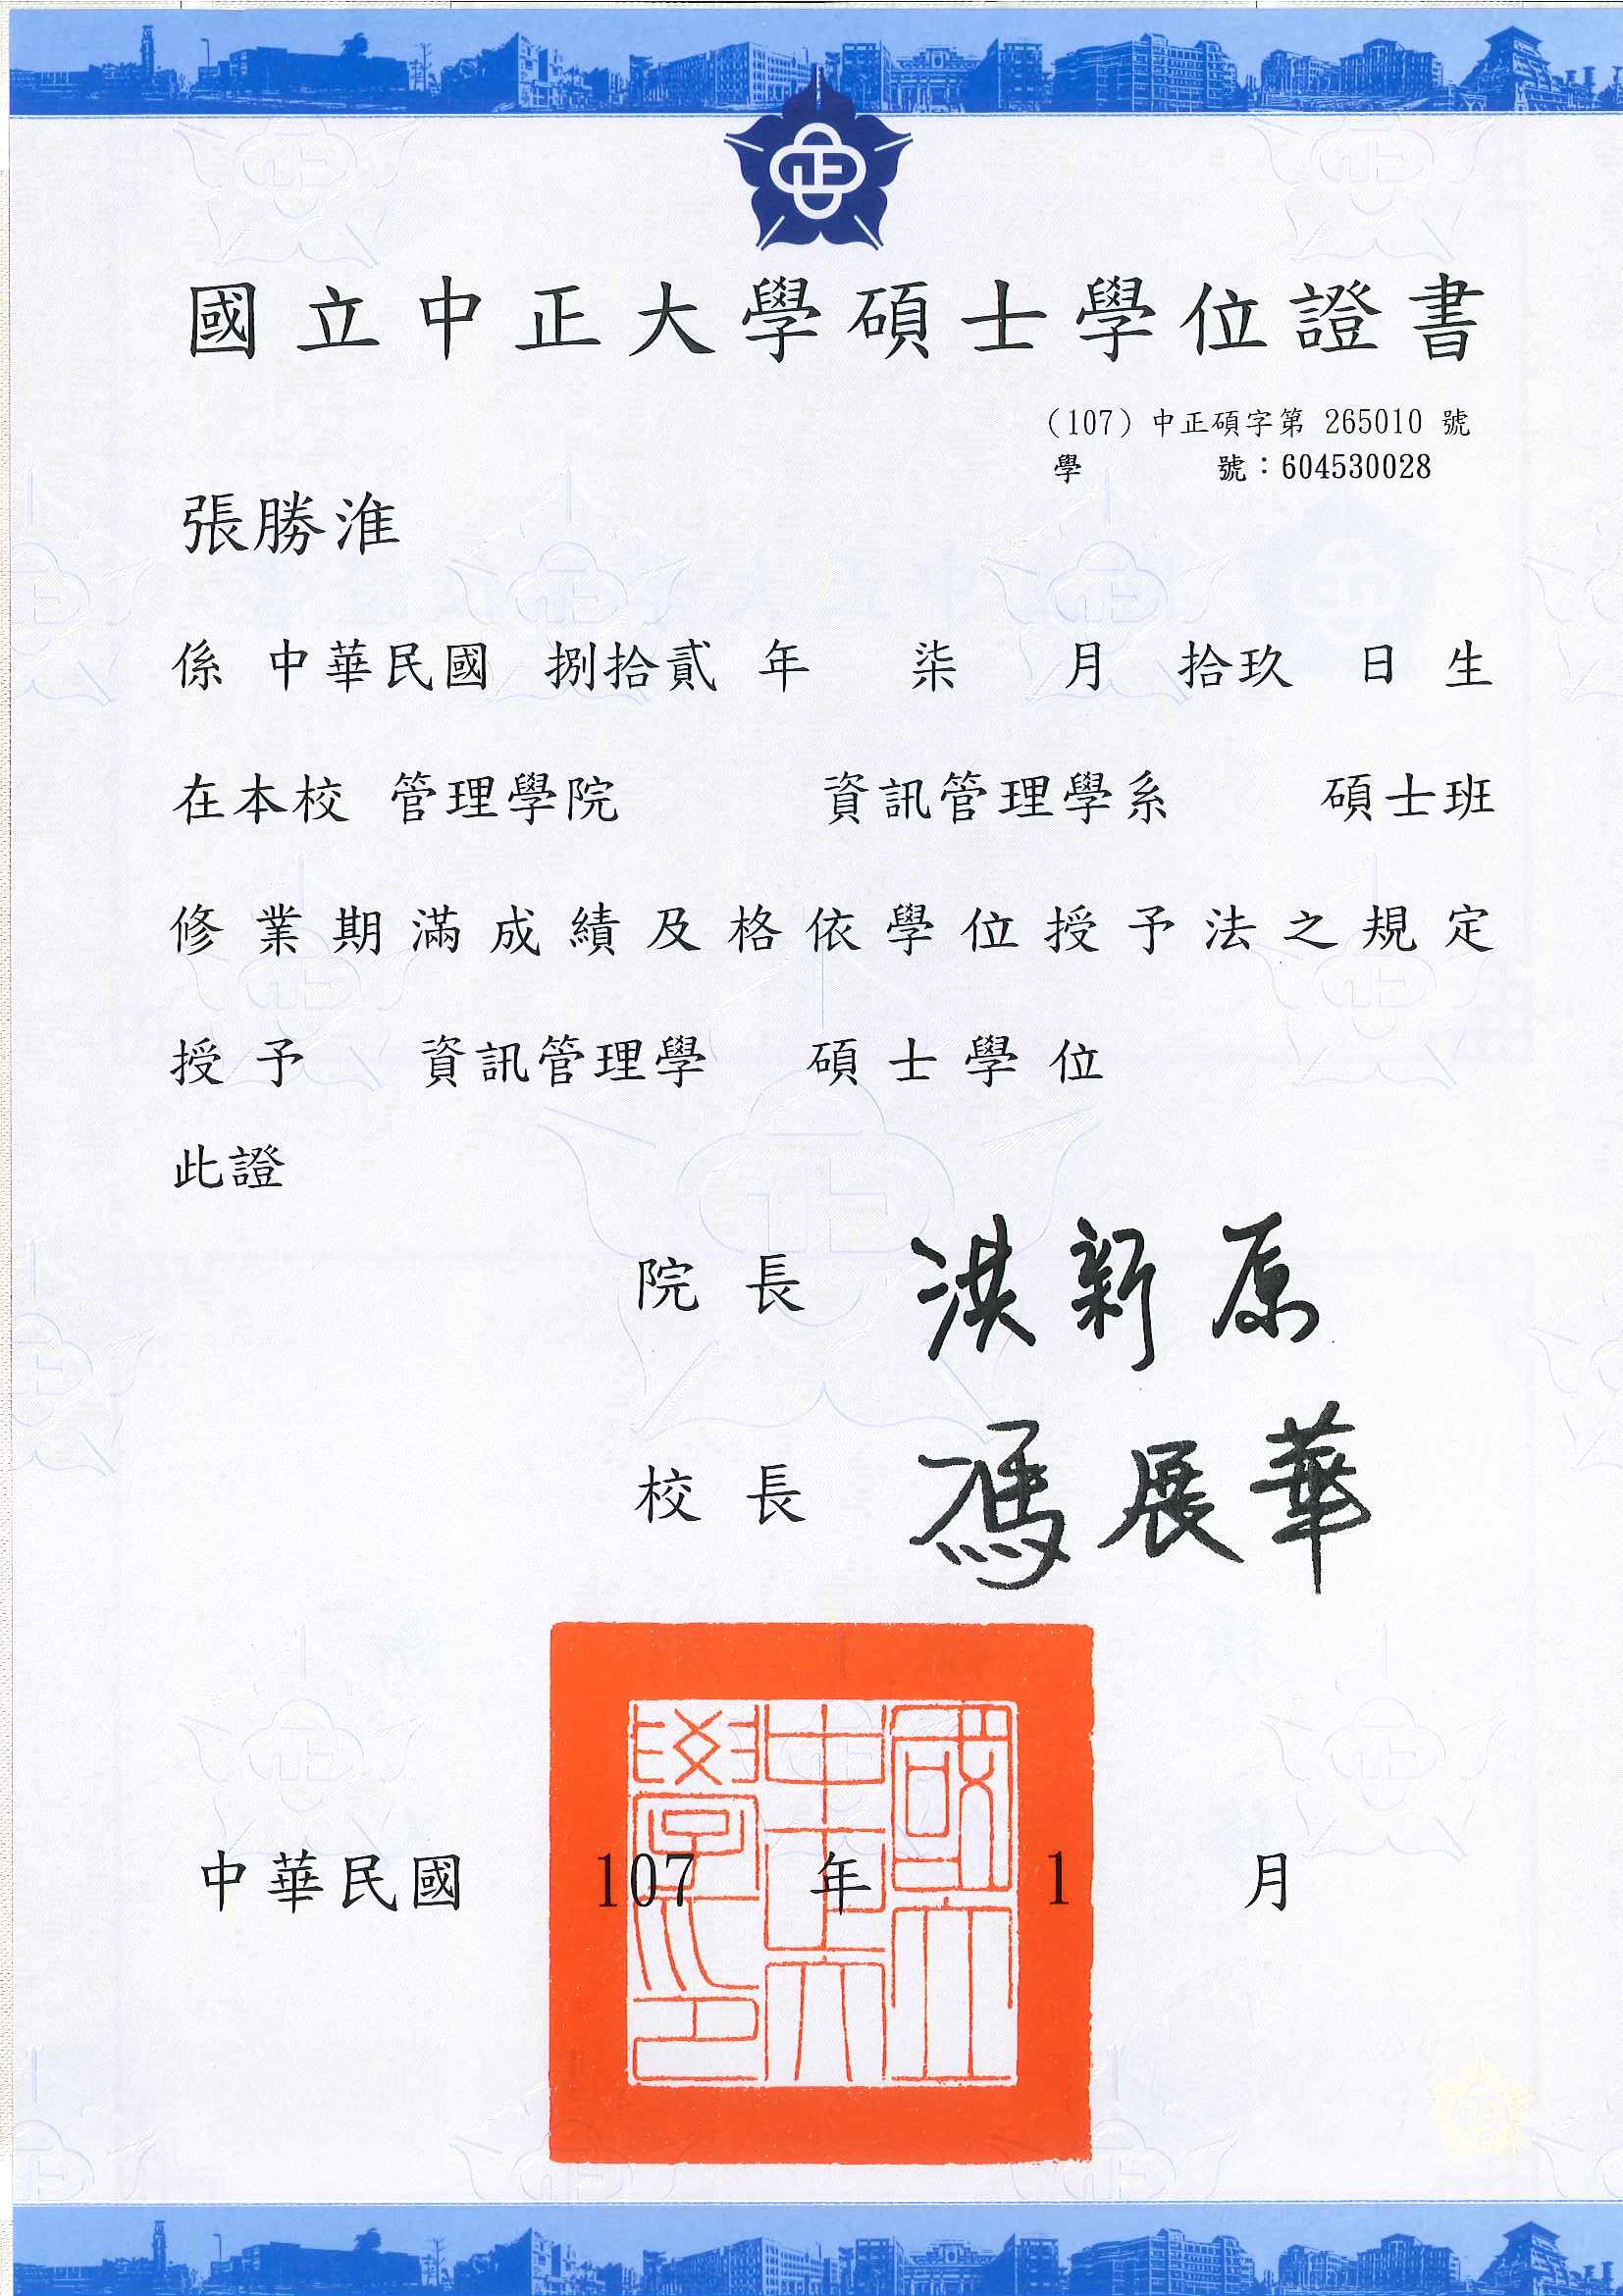 國立中正大學碩士學位證書
(107) 中正碩字第 265010 號
學 號：604530028
張勝淮
係 中華民國 捌拾貳 年 柒 月 拾玖 日 生
在本校 管理學院 資訊管理學系 碩士班
修業期滿成績及格依學位授予法之規定
授予 資訊管理學 碩士學位
此證
院長 洪新原
校長 馮展華
國立中正大學印
中華民國 107 年 1 月